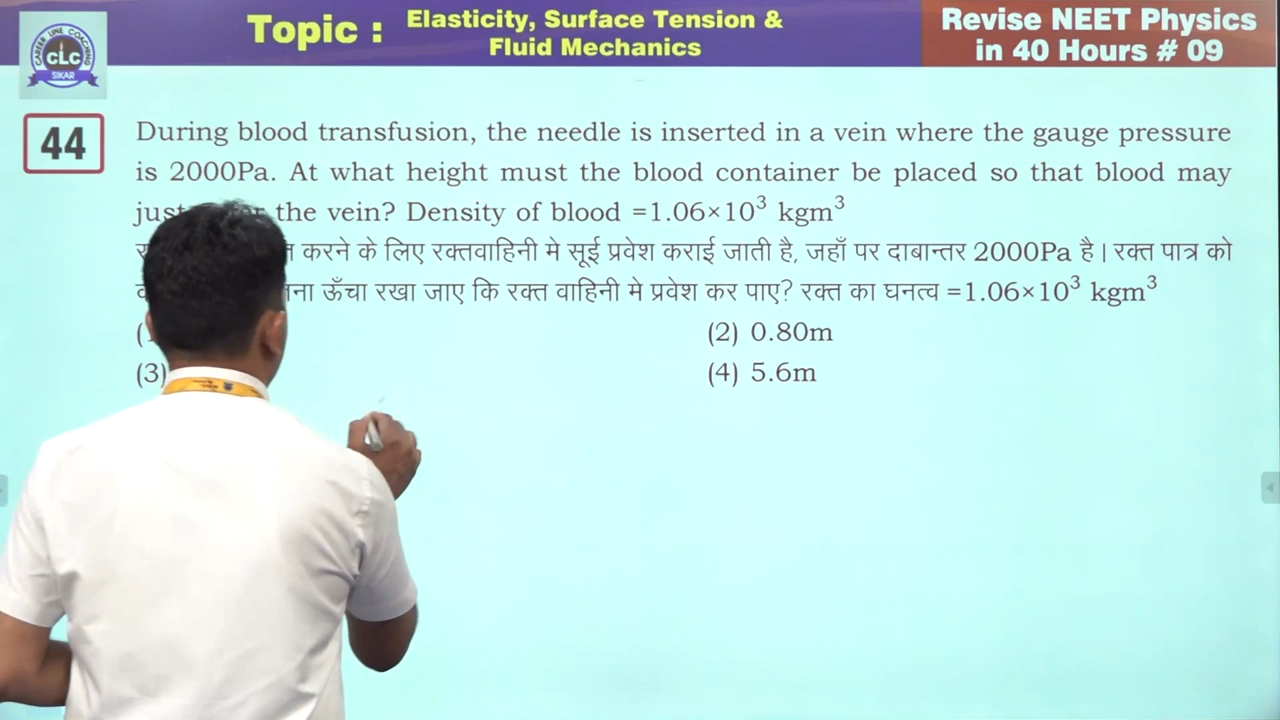 Topic : Elasticity, Surface Tension &
Fluid Mechanics
Revise NEET Physics
in 40 Hours # 09
CAREER LINE COACHING
CLC
SIKAR
44
During blood transfusion, the needle is inserted in a vein where the gauge pressure
is 2000Pa. At what height must the blood container be placed so that blood may
just the vein? Density of blood =1.06×10³ kgm³
करने के लिए रक्तवाहिनी मे सूई प्रवेश कराई जाती है, जहाँ पर दाबान्तर 2000Pa है। रक्त पात्र को
ऊँचा रखा जाए कि रक्त वाहिनी मे प्रवेश कर पाए? रक्त का घनत्व =1.06×10³ kgm³
(2) 0.80m
(3)
(4) 5.6m